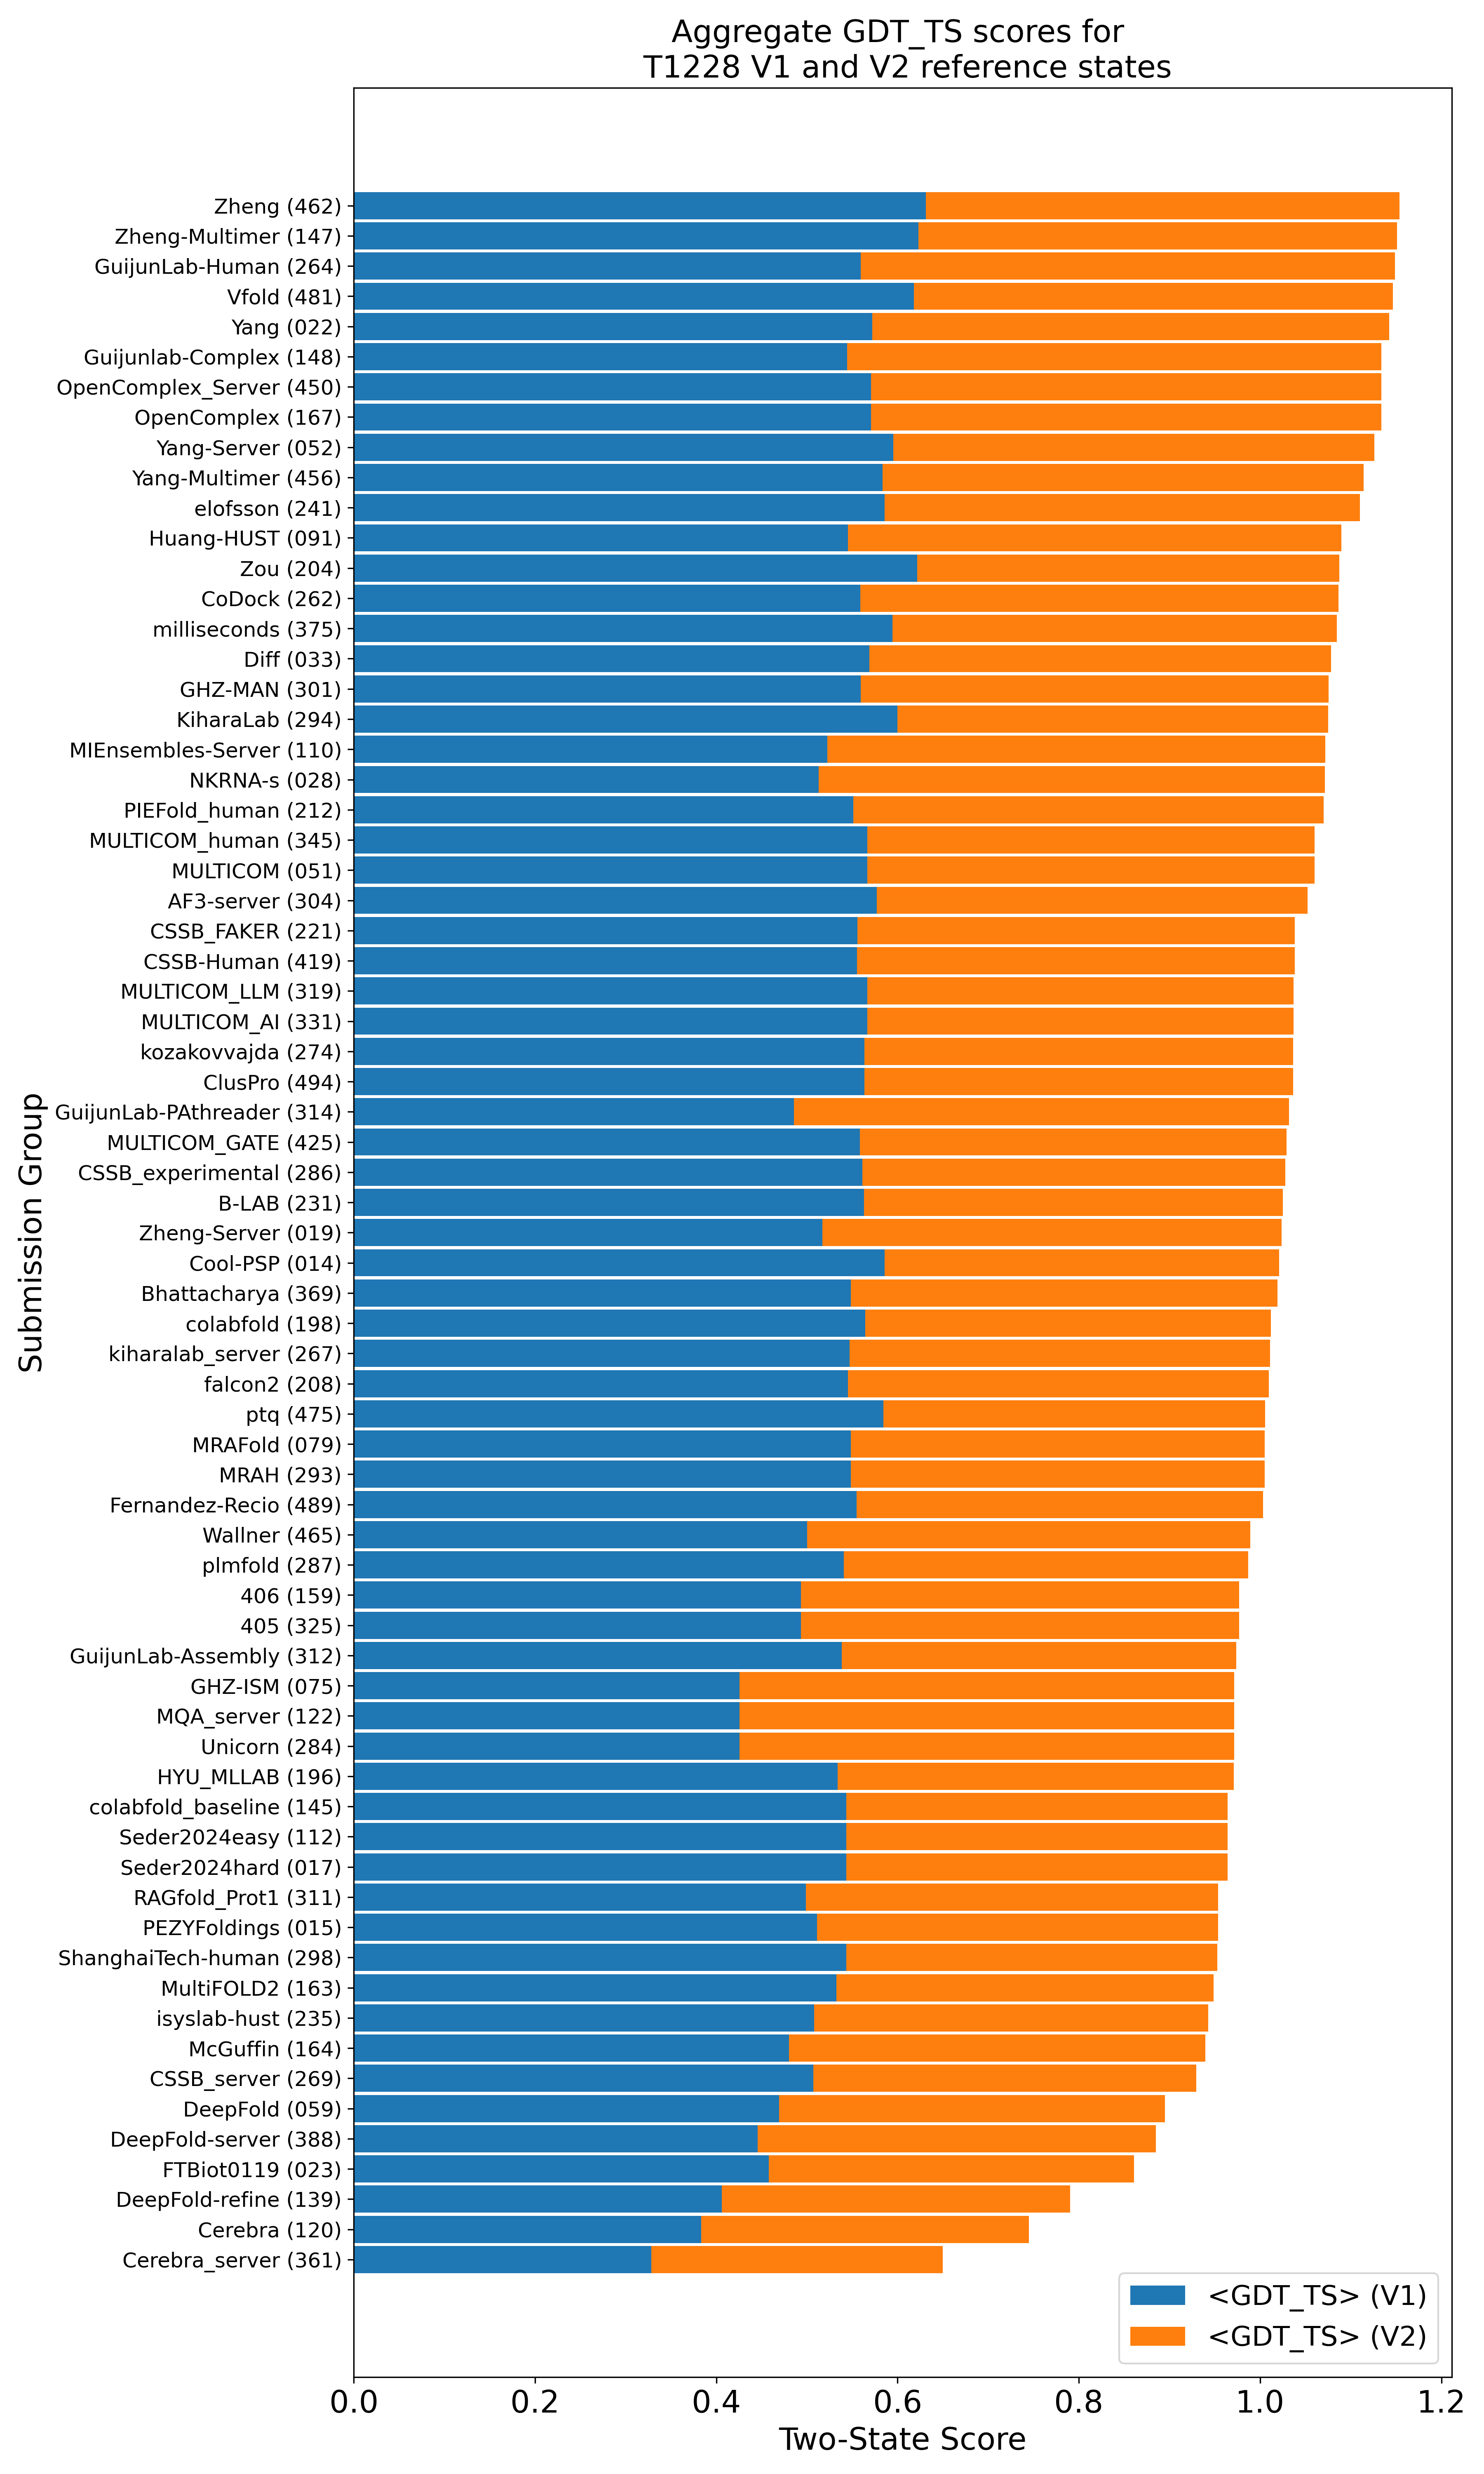 Aggregate GDT_TS scores for
T1228 V1 and V2 reference states
Submission Group
Zheng (462)
Zheng-Multimer (147)
GuijunLab-Human (264)
Vfold (481)
Yang (022)
Guijunlab-Complex (148)
OpenComplex_Server (450)
OpenComplex (167)
Yang-Server (052)
Yang-Multimer (456)
elofsson (241)
Huang-HUST (091)
Zou (204)
CoDock (262)
milliseconds (375)
Diff (033)
GHZ-MAN (301)
KiharaLab (294)
MIEnsembles-Server (110)
NKRNA-s (028)
PIEFold_human (212)
MULTICOM_human (345)
MULTICOM (051)
AF3-server (304)
CSSB_FAKER (221)
CSSB-Human (419)
MULTICOM_LLM (319)
MULTICOM_AI (331)
kozakovvajda (274)
ClusPro (494)
GuijunLab-PAthreader (314)
MULTICOM_GATE (425)
CSSB_experimental (286)
B-LAB (231)
Zheng-Server (019)
Cool-PSP (014)
Bhattacharya (369)
colabfold (198)
kiharalab_server (267)
falcon2 (208)
ptq (475)
MRAFold (079)
MRAH (293)
Fernandez-Recio (489)
Wallner (465)
plmfold (287)
406 (159)
405 (325)
GuijunLab-Assembly (312)
GHZ-ISM (075)
MQA_server (122)
Unicorn (284)
HYU_MLLAB (196)
colabfold_baseline (145)
Seder2024easy (112)
Seder2024hard (017)
RAGfold_Prot1 (311)
PEZYFoldings (015)
ShanghaiTech-human (298)
MultiFOLD2 (163)
isyslab-hust (235)
McGuffin (164)
CSSB_server (269)
DeepFold (059)
DeepFold-server (388)
FTBiot0119 (023)
DeepFold-refine (139)
Cerebra (120)
Cerebra_server (361)
<GDT_TS> (V1)
<GDT_TS> (V2)
0.0 0.2 0.4 0.6 0.8 1.0 1.2
Two-State Score